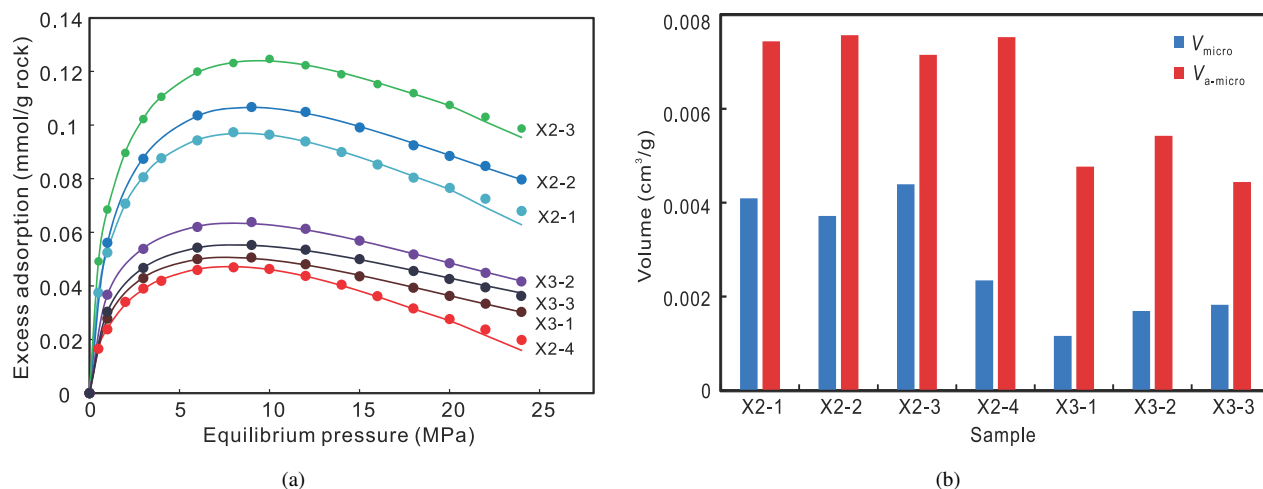 Excess adsorption (mmol/g rock)
0.14
0.12
0.1
0.08
0.06
0.04
0.02
0
X2-3
X2-2
X2-1
X3-2
X3-3
X3-1
X2-4
0 5 10 15 20 25
Equilibrium pressure (MPa)
(a)
Volume (cm³/g)
0.008
0.006
0.004
0.002
0
Vmicro
Va-micro
X2-1 X2-2 X2-3 X2-4 X3-1 X3-2 X3-3
Sample
(b)